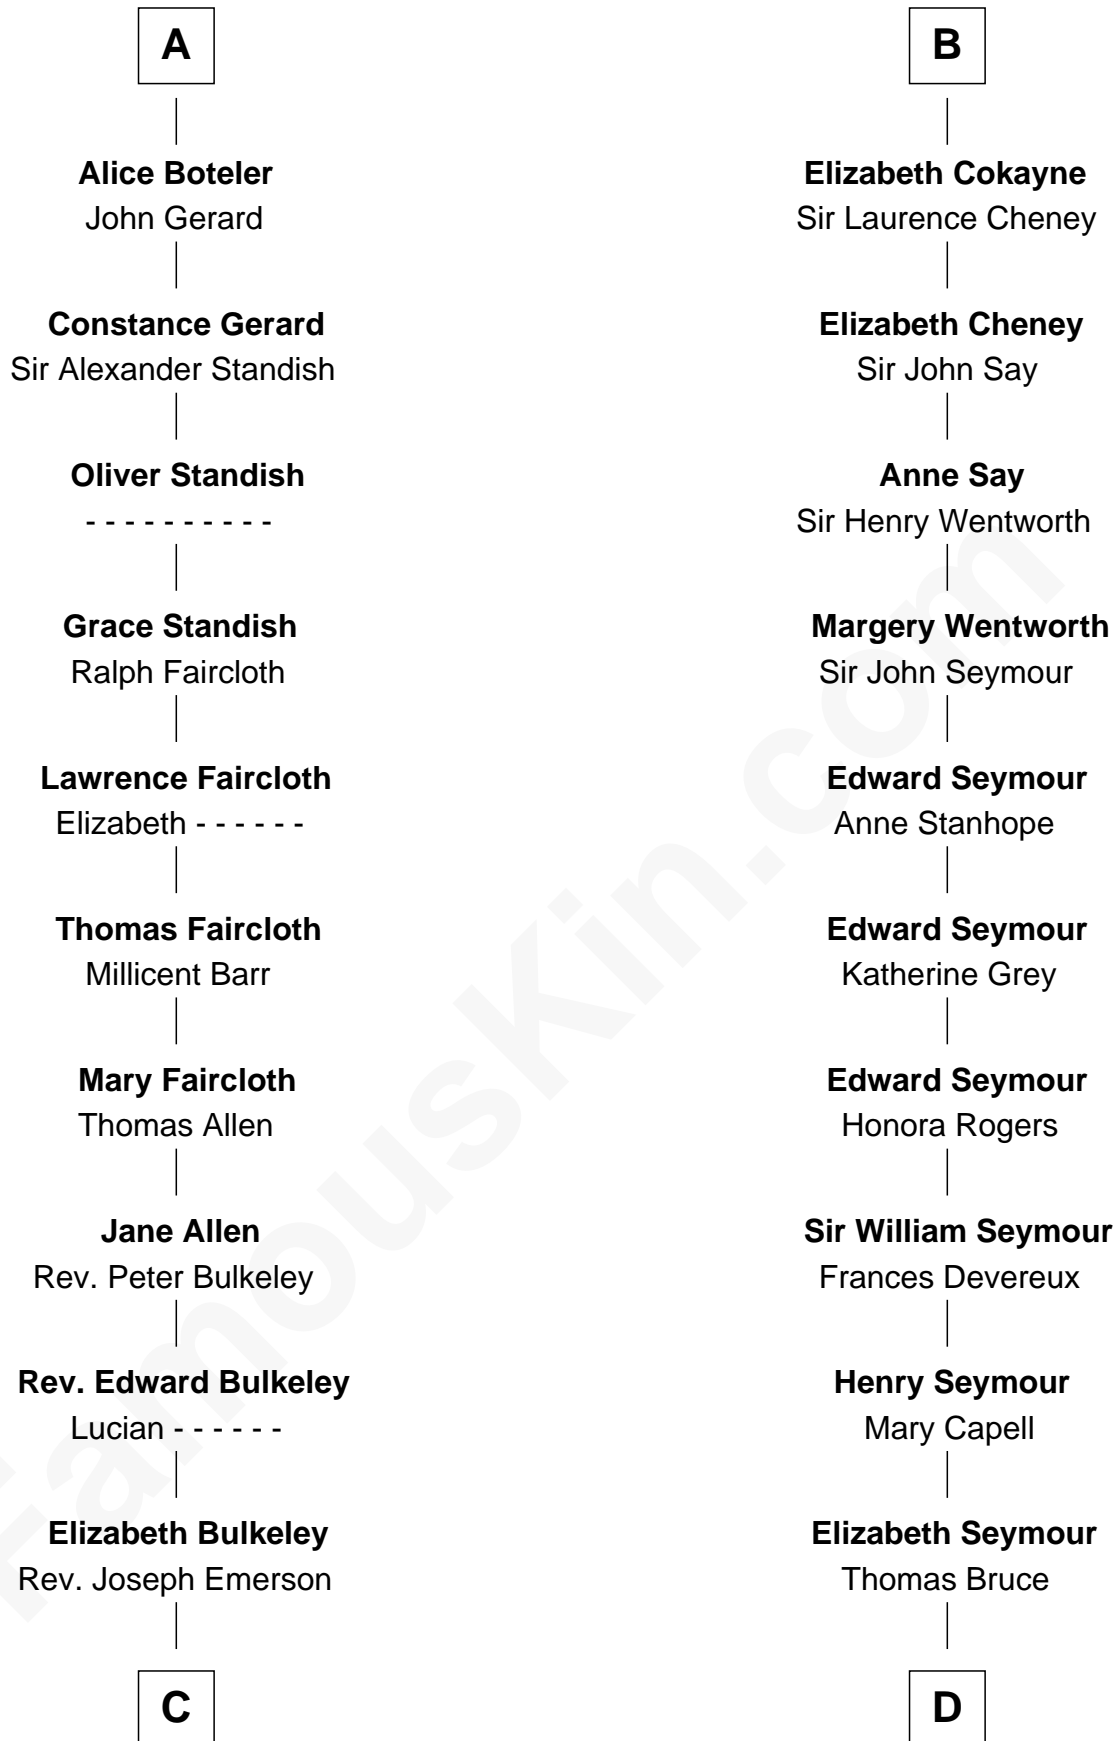 A
Alice Boteler
John Gerard
Constance Gerard
Sir Alexander Standish
Oliver Standish
- - - - - - - - - -
Grace Standish
Ralph Faircloth
Lawrence Faircloth
Elizabeth - - - - - -
Thomas Faircloth
Millicent Barr
Mary Faircloth
Thomas Allen
Jane Allen
Rev. Peter Bulkeley
Rev. Edward Bulkeley
Lucian - - - - - -
Elizabeth Bulkeley
Rev. Joseph Emerson
C
B
Elizabeth Cokayne
Sir Laurence Cheney
Elizabeth Cheney
Sir John Say
Anne Say
Sir Henry Wentworth
Margery Wentworth
Sir John Seymour
Edward Seymour
Anne Stanhope
Edward Seymour
Katherine Grey
Edward Seymour
Honora Rogers
Sir William Seymour
Frances Devereux
Henry Seymour
Mary Capell
Elizabeth Seymour
Thomas Bruce
D
FamousKin.com